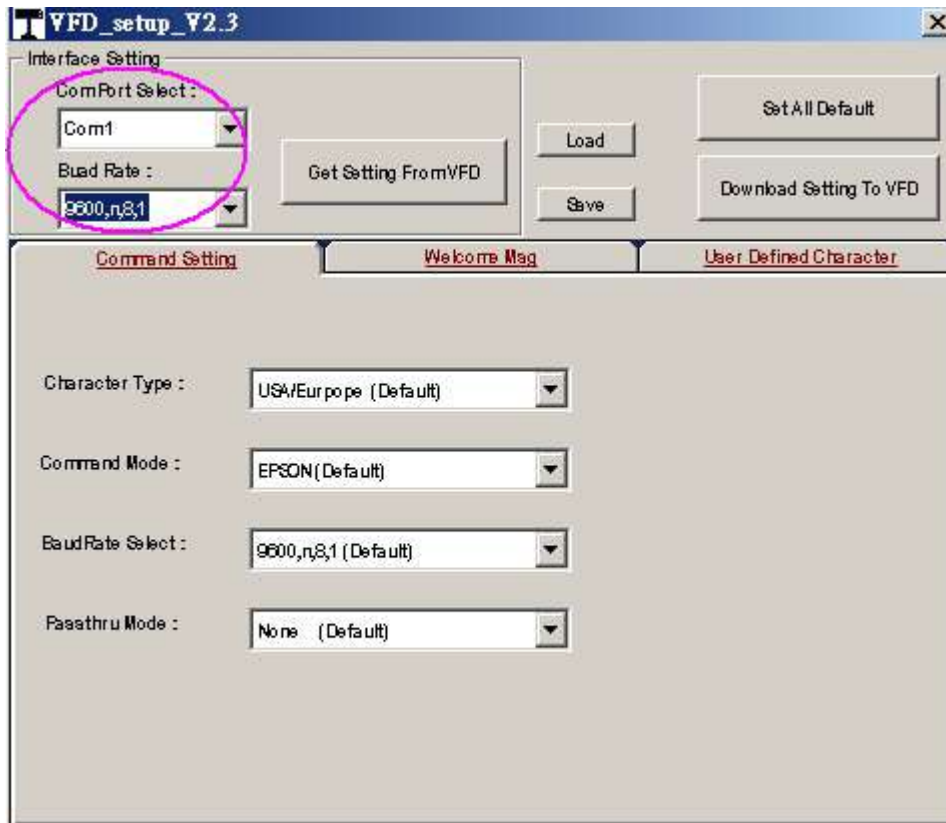 VFD_setup_V2.3
Interface Setting
ComPort Select :
Com1
Buad Rate :
9600,n,8,1
Get Setting From VFD
Load
Save
Set All Default
Download Setting To VFD
Command Setting
Welcome Msg
User Defined Character
Character Type :
USA/Eurpope (Default)
Command Mode :
EPSON(Default)
BaudRate Select :
9600,n,8,1 (Default)
Passthru Mode :
None (Default)